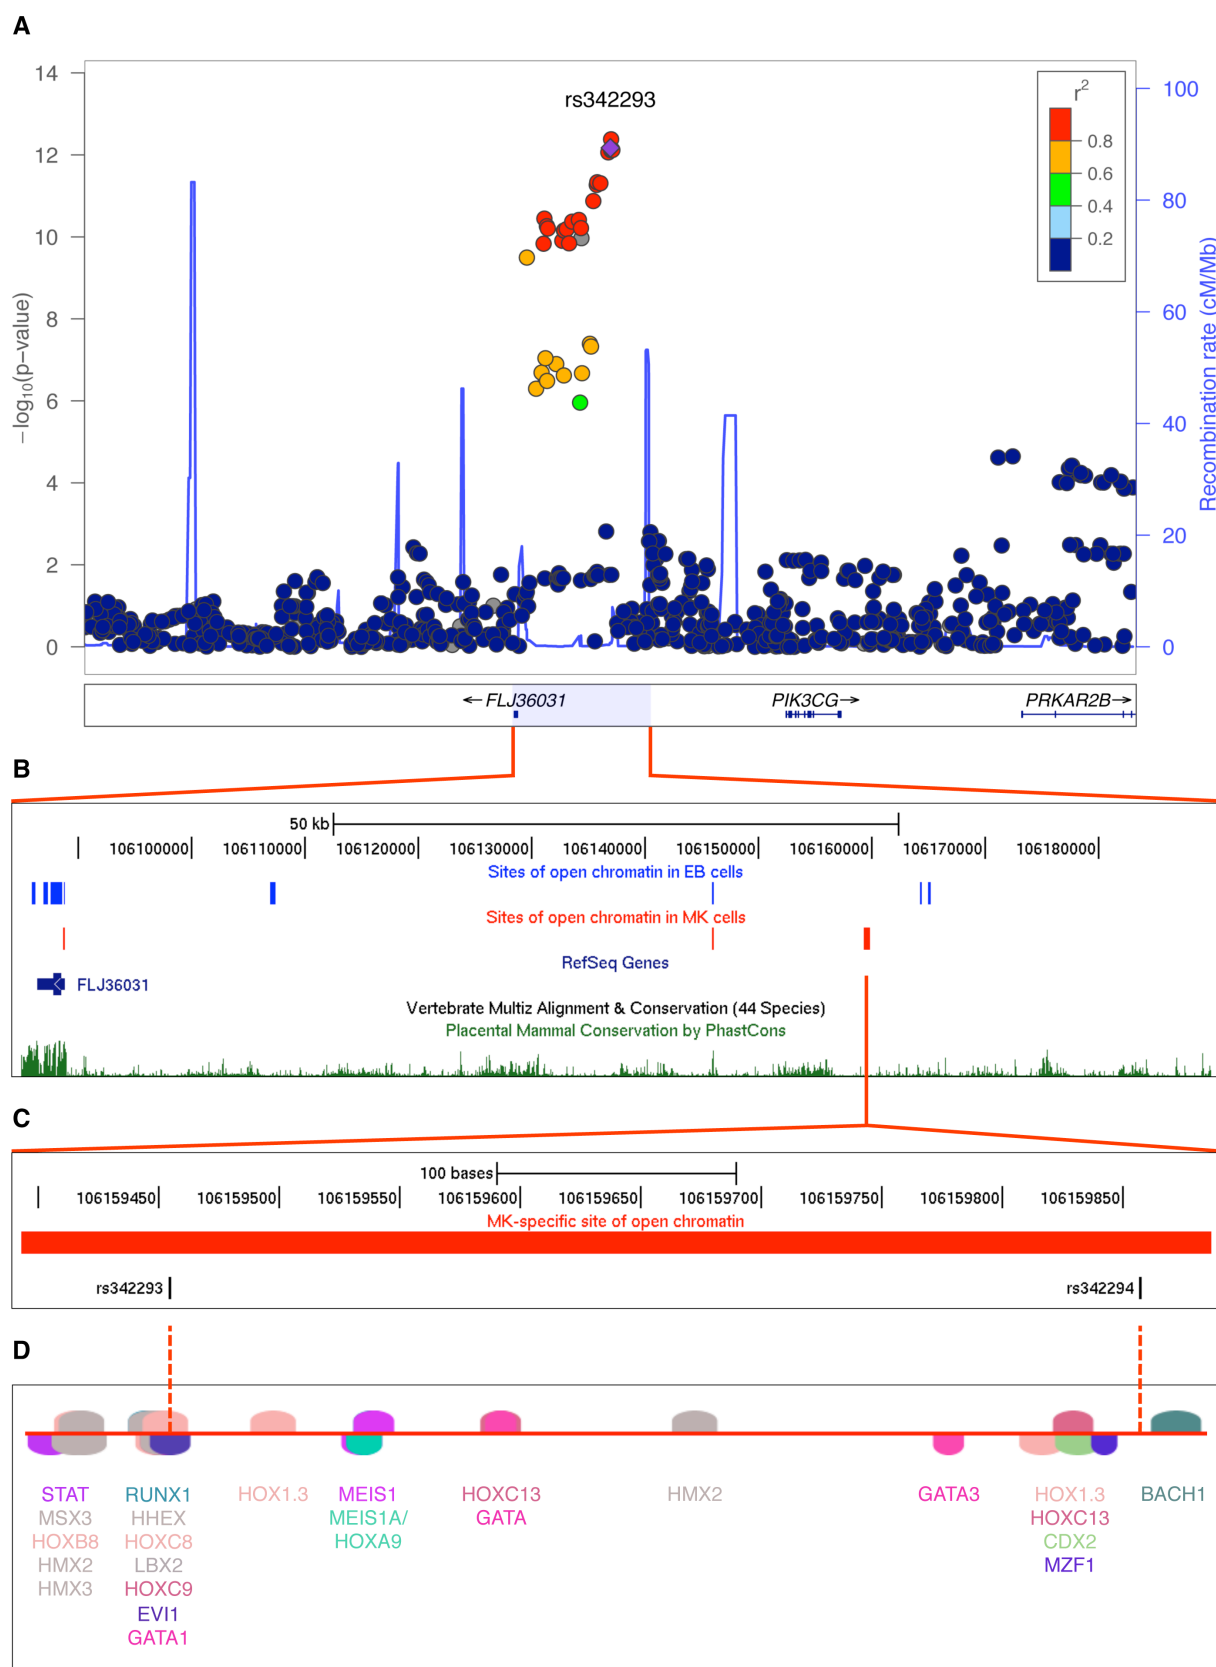 A
rs342293
r2
0.8
0.6
0.4
0.2
14
12
10
8
6
4
2
0
−log10(p−value)
100
80
60
40
20
0
Recombination rate (cM/Mb)
←FLJ36031
PIK3CG→
PRKAR2B→
B
50 kb
106100000 106110000 106120000 106130000 106140000 106150000 106160000 106170000 106180000
Sites of open chromatin in EB cells
Sites of open chromatin in MK cells
RefSeq Genes
FLJ36031
Vertebrate Multiz Alignment & Conservation (44 Species)
Placental Mammal Conservation by PhastCons
C
100 bases
106159450 106159500 106159550 106159600 106159650 106159700 106159750 106159800 106159850
MK-specific site of open chromatin
rs342293
rs342294
D
STAT
MSX3
HOXB8
HMX2
HMX3
RUNX1
HHEX
HOXC8
LBX2
HOXC9
EVI1
GATA1
HOX1.3
MEIS1
MEIS1A/
HOXA9
HOXC13
GATA
HMX2
GATA3
HOX1.3
HOXC13
CDX2
MZF1
BACH1